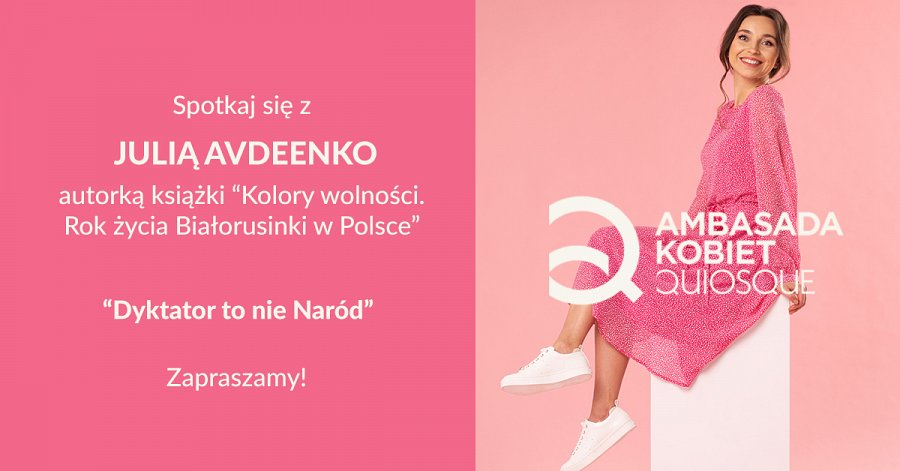 Spotkaj się z
JULIĄ AVDEENKO
autorką książki “Kolory wolności.
Rok życia Białorusinki w Polsce”
“Dyktator to nie Naród”
Zapraszamy!
AMBASADA
KOBIET
QUIOSQUE